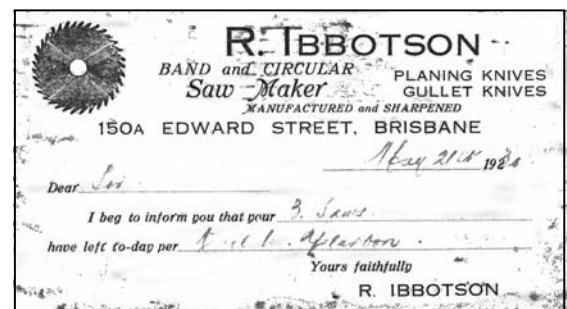 R. IBBOTSON
BAND and CIRCULAR
Saw Maker
PLANING KNIVES
GULLET KNIVES
MANUFACTURED and SHARPENED
150A EDWARD STREET, BRISBANE
May 21st 192
Dear Sir
I beg to inform you that your 3 Saws
have left to-day per
Yours faithfully
R. IBBOTSON